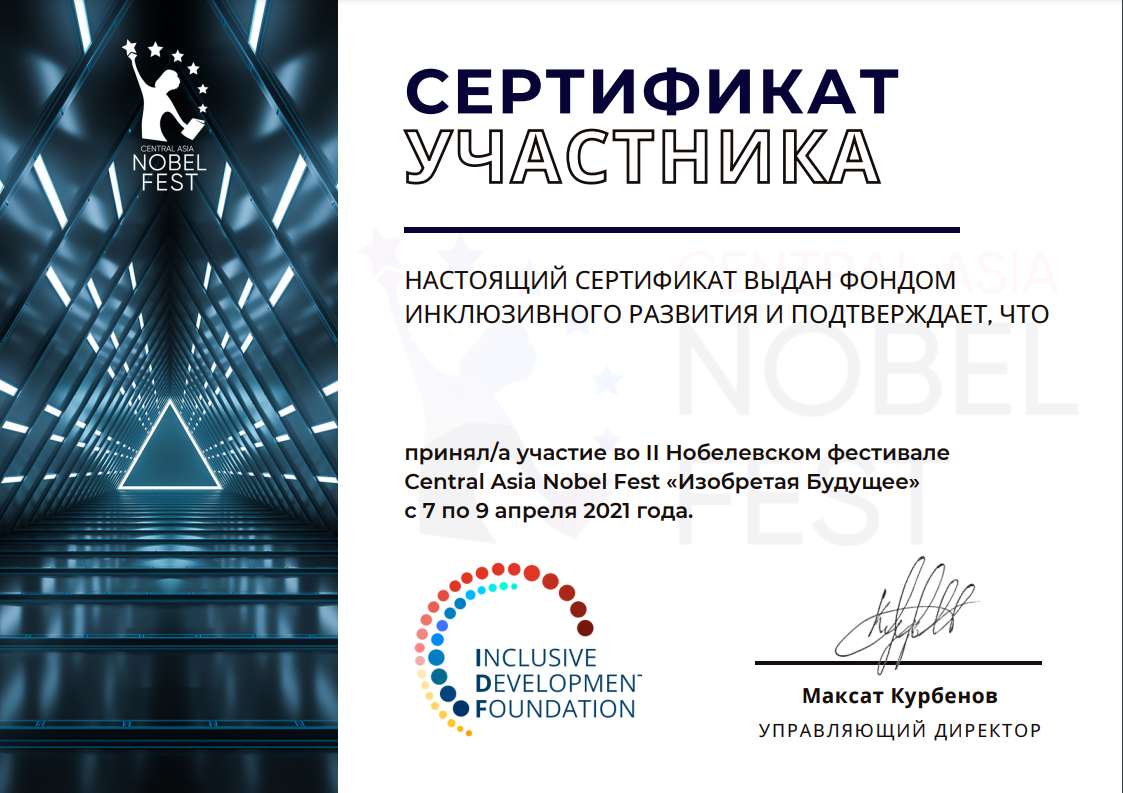 CENTRAL ASIA
NOBEL
FEST
СЕРТИФИКАТ
УЧАСТНИКА
CENTRAL ASIA
NOBEL
FEST
НАСТОЯЩИЙ СЕРТИФИКАТ ВЫДАН ФОНДОМ
ИНКЛЮЗИВНОГО РАЗВИТИЯ И ПОДТВЕРЖДАЕТ, ЧТО
принял/а участие во II Нобелевском фестивале
Central Asia Nobel Fest «Изобретая Будущее»
с 7 по 9 апреля 2021 года.
INCLUSIVE
DEVELOPMENT
FOUNDATION
Максат Курбенов
УПРАВЛЯЮЩИЙ ДИРЕКТОР